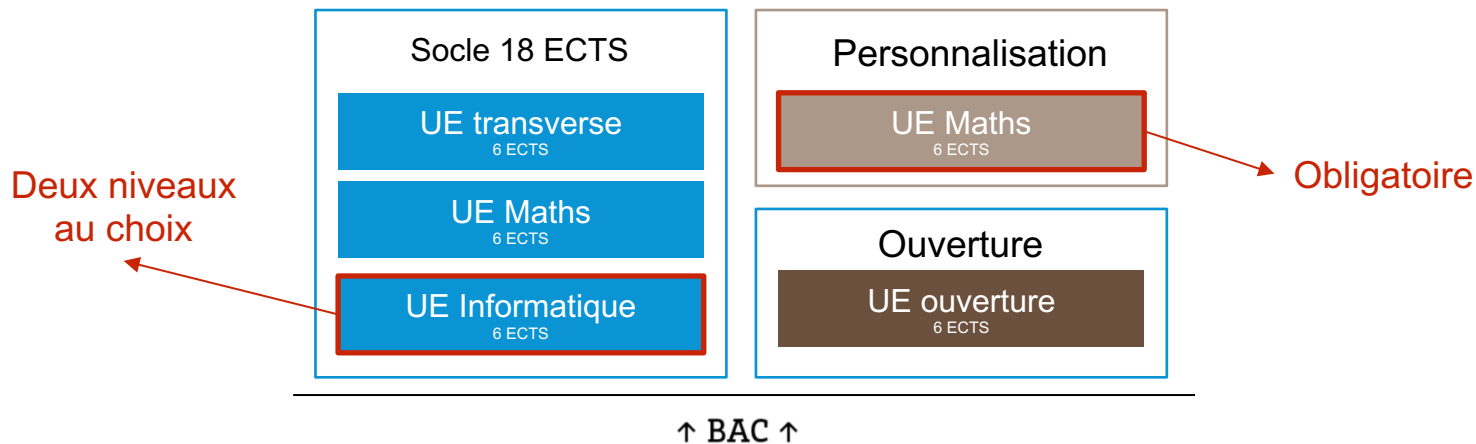 Socle 18 ECTS
UE transverse
6 ECTS
UE Maths
6 ECTS
UE Informatique
6 ECTS
Deux niveaux
au choix
Personnalisation
UE Maths
6 ECTS
Obligatoire
Ouverture
UE ouverture
6 ECTS
↑ BAC ↑